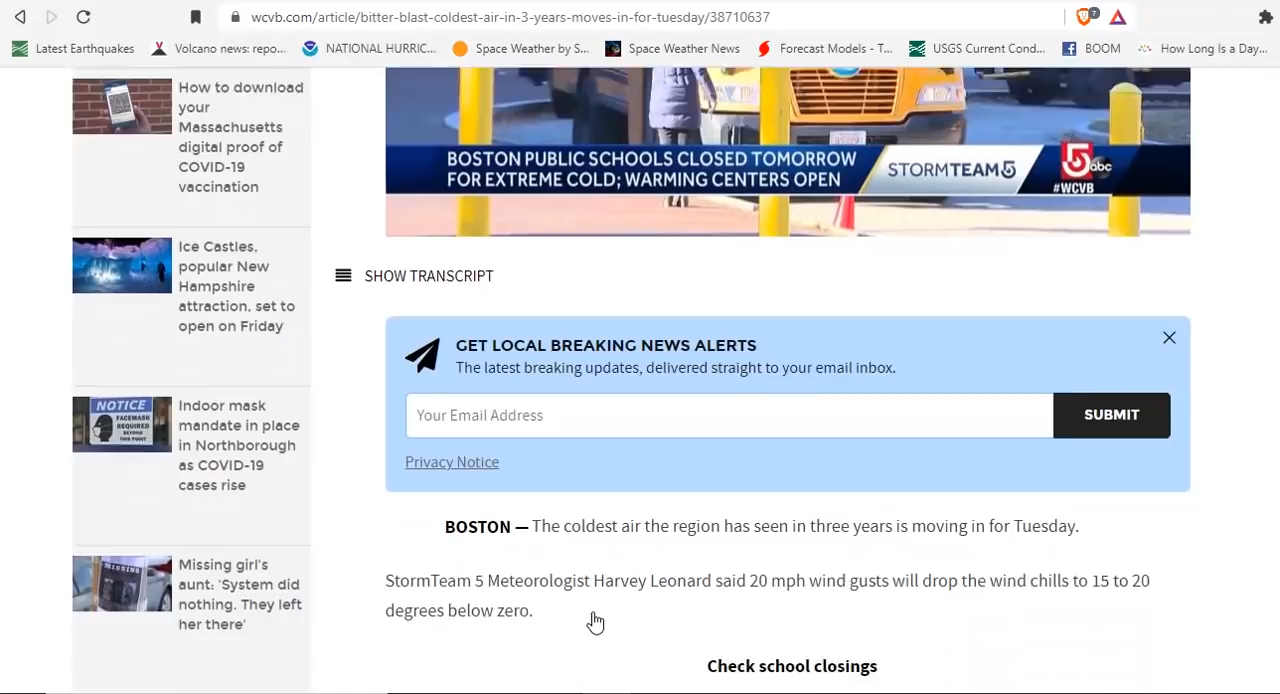 wcvb.com/article/bitter-blast-coldest-air-in-3-years-moves-in-for-tuesday/38710637
7
Latest Earthquakes
Volcano news: repo...
NATIONAL HURRIC...
Space Weather by S...
Space Weather News
Forecast Models - T...
USGS Current Cond...
BOOM
How Long Is a Day...
How to download
your
Massachusetts
digital proof of
COVID-19
vaccination
Ice Castles,
popular New
Hampshire
attraction, set to
open on Friday
NOTICE
FACEMASK
REQUIRED
BEYOND
THIS POINT
Indoor mask
mandate in place
in Northborough
as COVID-19
cases rise
MISSING
Missing girl's
aunt: 'System did
nothing. They left
her there'
BOSTON PUBLIC SCHOOLS CLOSED TOMORROW
FOR EXTREME COLD; WARMING CENTERS OPEN
STORMTEAM 5
5 abc
#WCVB
SHOW TRANSCRIPT
GET LOCAL BREAKING NEWS ALERTS
The latest breaking updates, delivered straight to your email inbox.
Your Email Address
SUBMIT
Privacy Notice
BOSTON — The coldest air the region has seen in three years is moving in for Tuesday.
StormTeam 5 Meteorologist Harvey Leonard said 20 mph wind gusts will drop the wind chills to 15 to 20
degrees below zero.
Check school closings